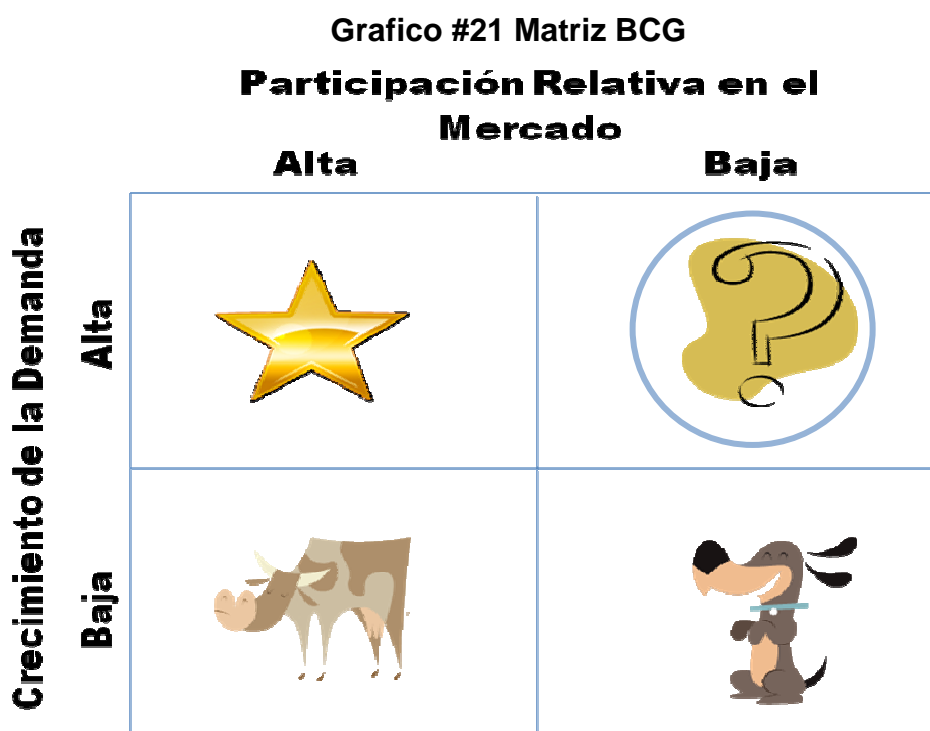 Grafico #21 Matriz BCG
Participación Relativa en el
Mercado
Alta
Baja
Crecimiento de la Demanda
Alta
Baja
?